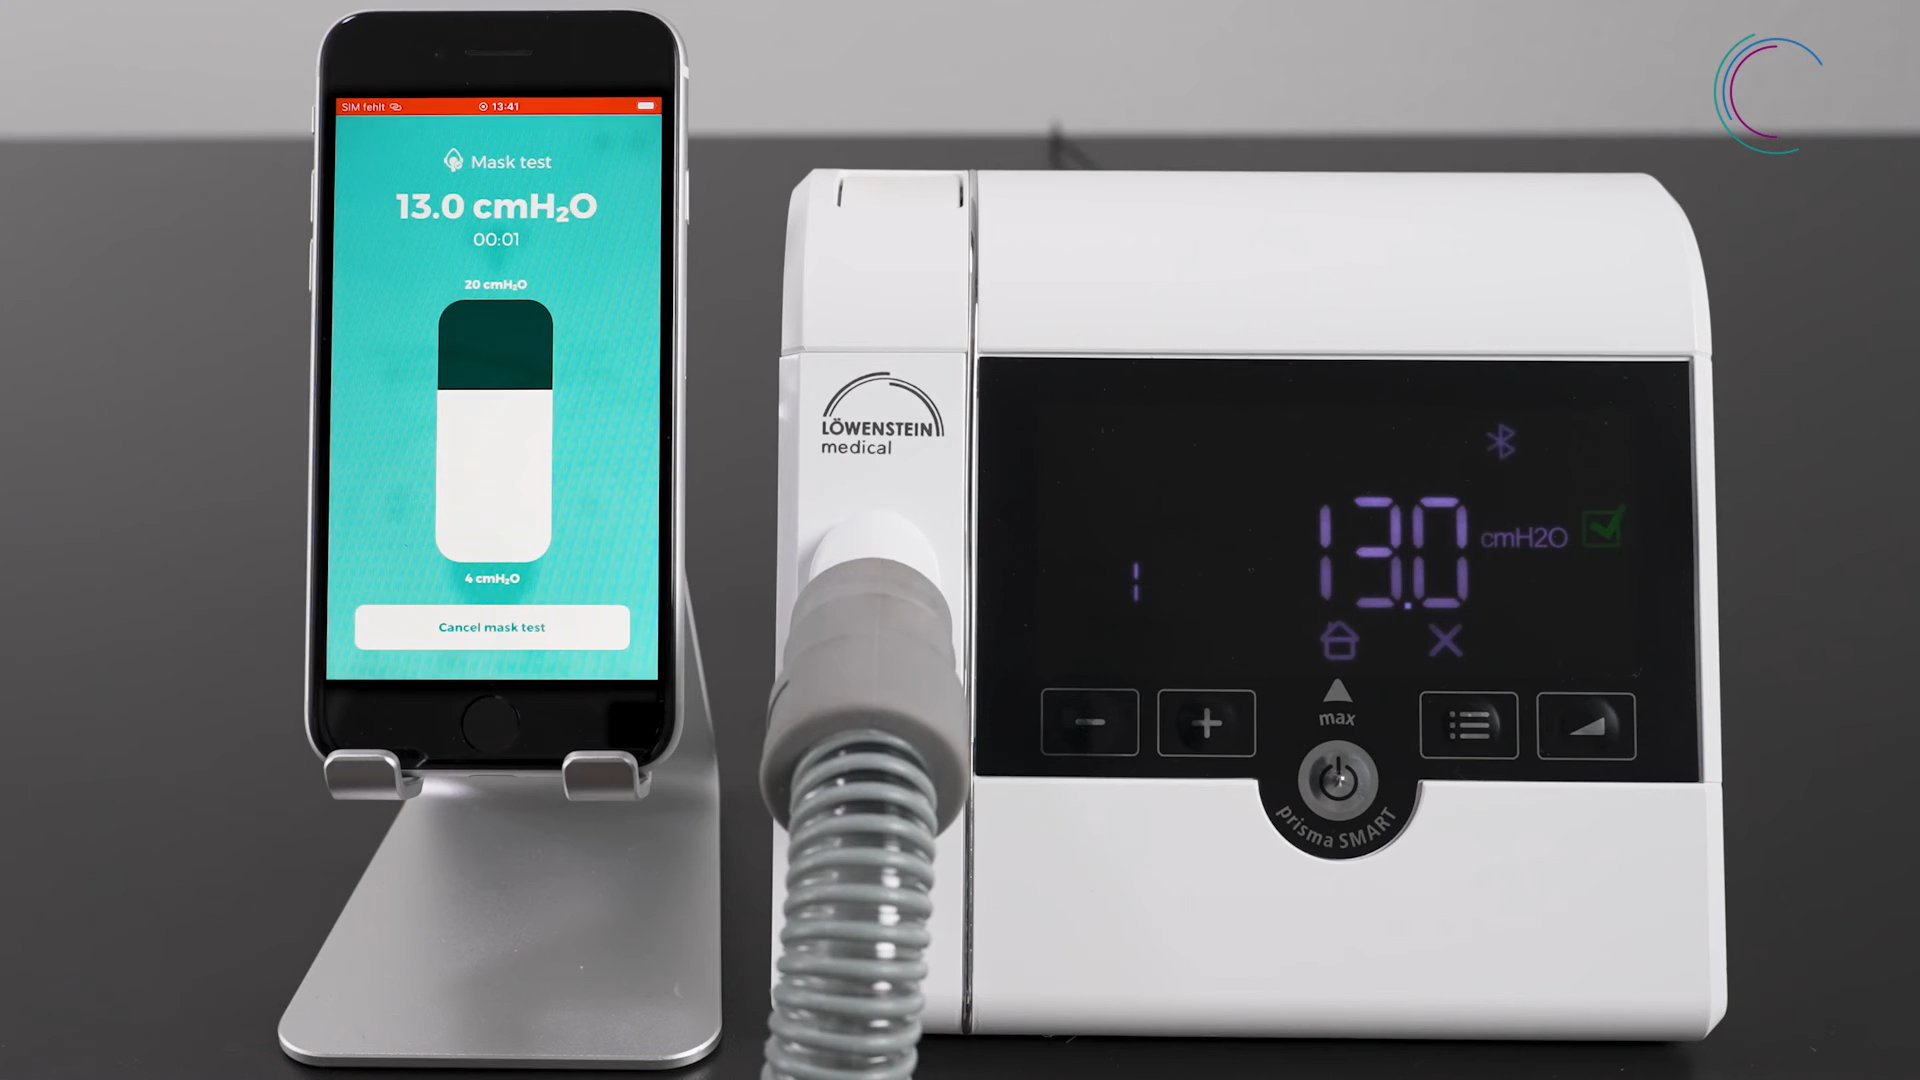 SIM fehlt 13:41
Mask test
13.0 cmH₂O
00:01
20 cmH₂O
4 cmH₂O
Cancel mask test
LÖWENSTEIN
medical
13.0 cmH2O
1
- +
max
prisma SMART